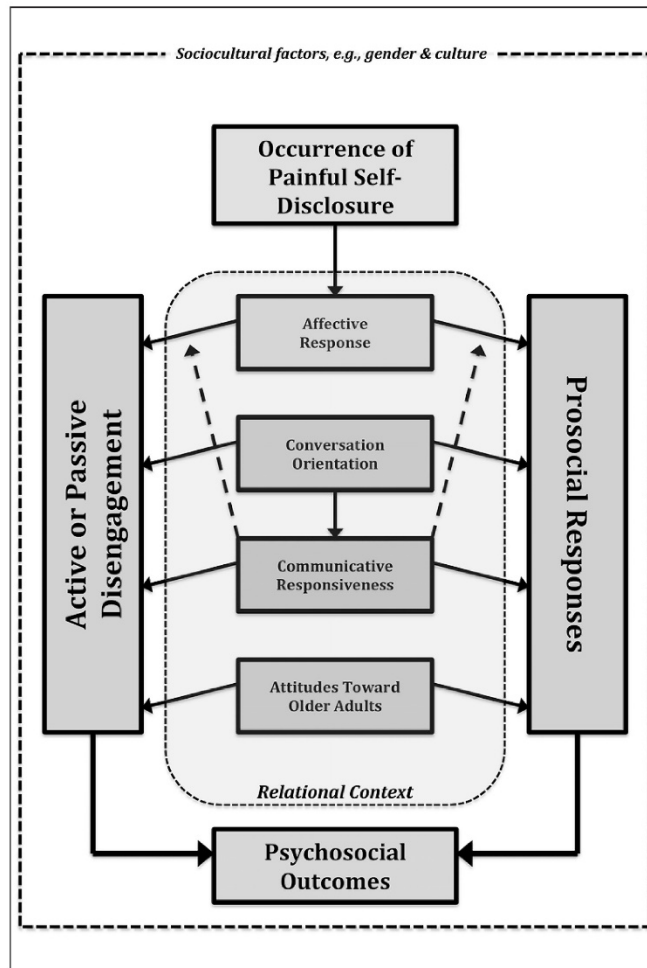 Sociocultural factors, e.g., gender & culture
Occurrence of
Painful Self-
Disclosure
Affective
Response
Conversation
Orientation
Communicative
Responsiveness
Attitudes Toward
Older Adults
Relational Context
Active or Passive
Disengagement
Prosocial Responses
Psychosocial
Outcomes